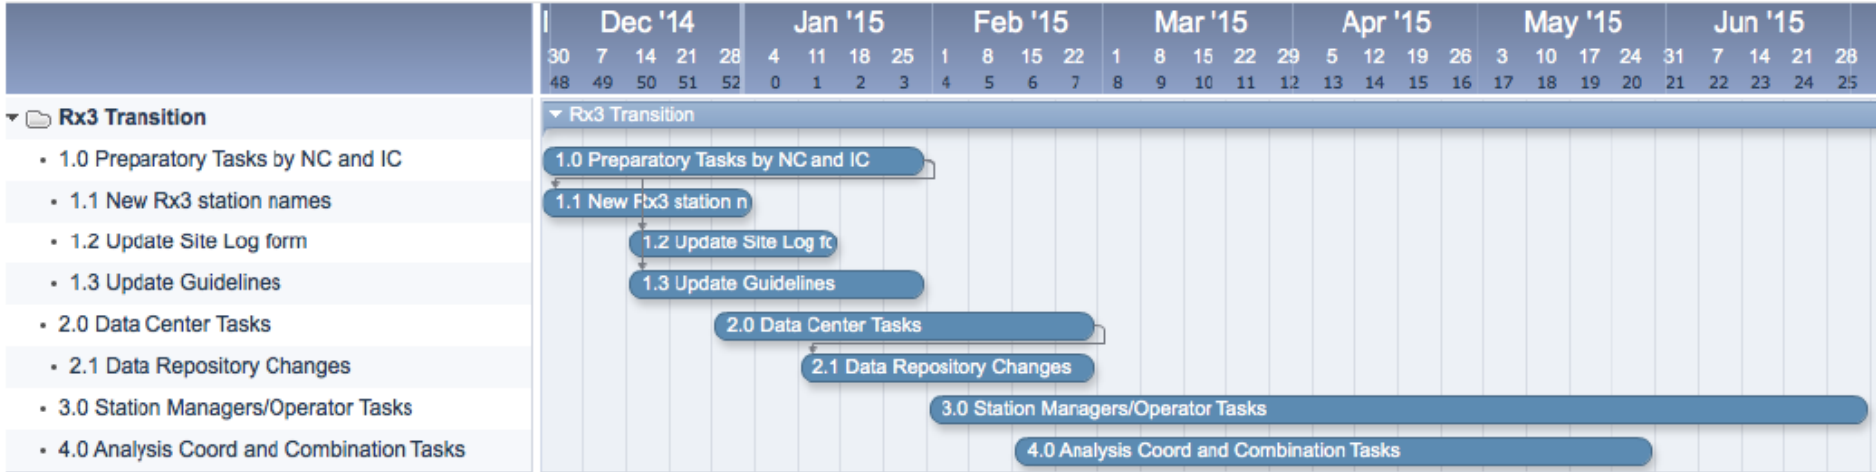 Dec '14 Jan '15 Feb '15 Mar '15 Apr '15 May '15 Jun '15
30 7 14 21 28 4 11 18 25 1 8 15 22 1 8 15 22 29 5 12 19 26 3 10 17 24 31 7 14 21 28
48 49 50 51 52 0 1 2 3 4 5 6 7 8 9 10 11 12 13 14 15 16 17 18 19 20 21 22 23 24 25
Rx3 Transition Rx3 Transition
1.0 Preparatory Tasks by NC and IC 1.0 Preparatory Tasks by NC and IC
1.1 New Rx3 station names 1.1 New Rx3 station n
1.2 Update Site Log form 1.2 Update Site Log fo
1.3 Update Guidelines 1.3 Update Guidelines
2.0 Data Center Tasks 2.0 Data Center Tasks
2.1 Data Repository Changes 2.1 Data Repository Changes
3.0 Station Managers/Operator Tasks 3.0 Station Managers/Operator Tasks
4.0 Analysis Coord and Combination Tasks 4.0 Analysis Coord and Combination Tasks